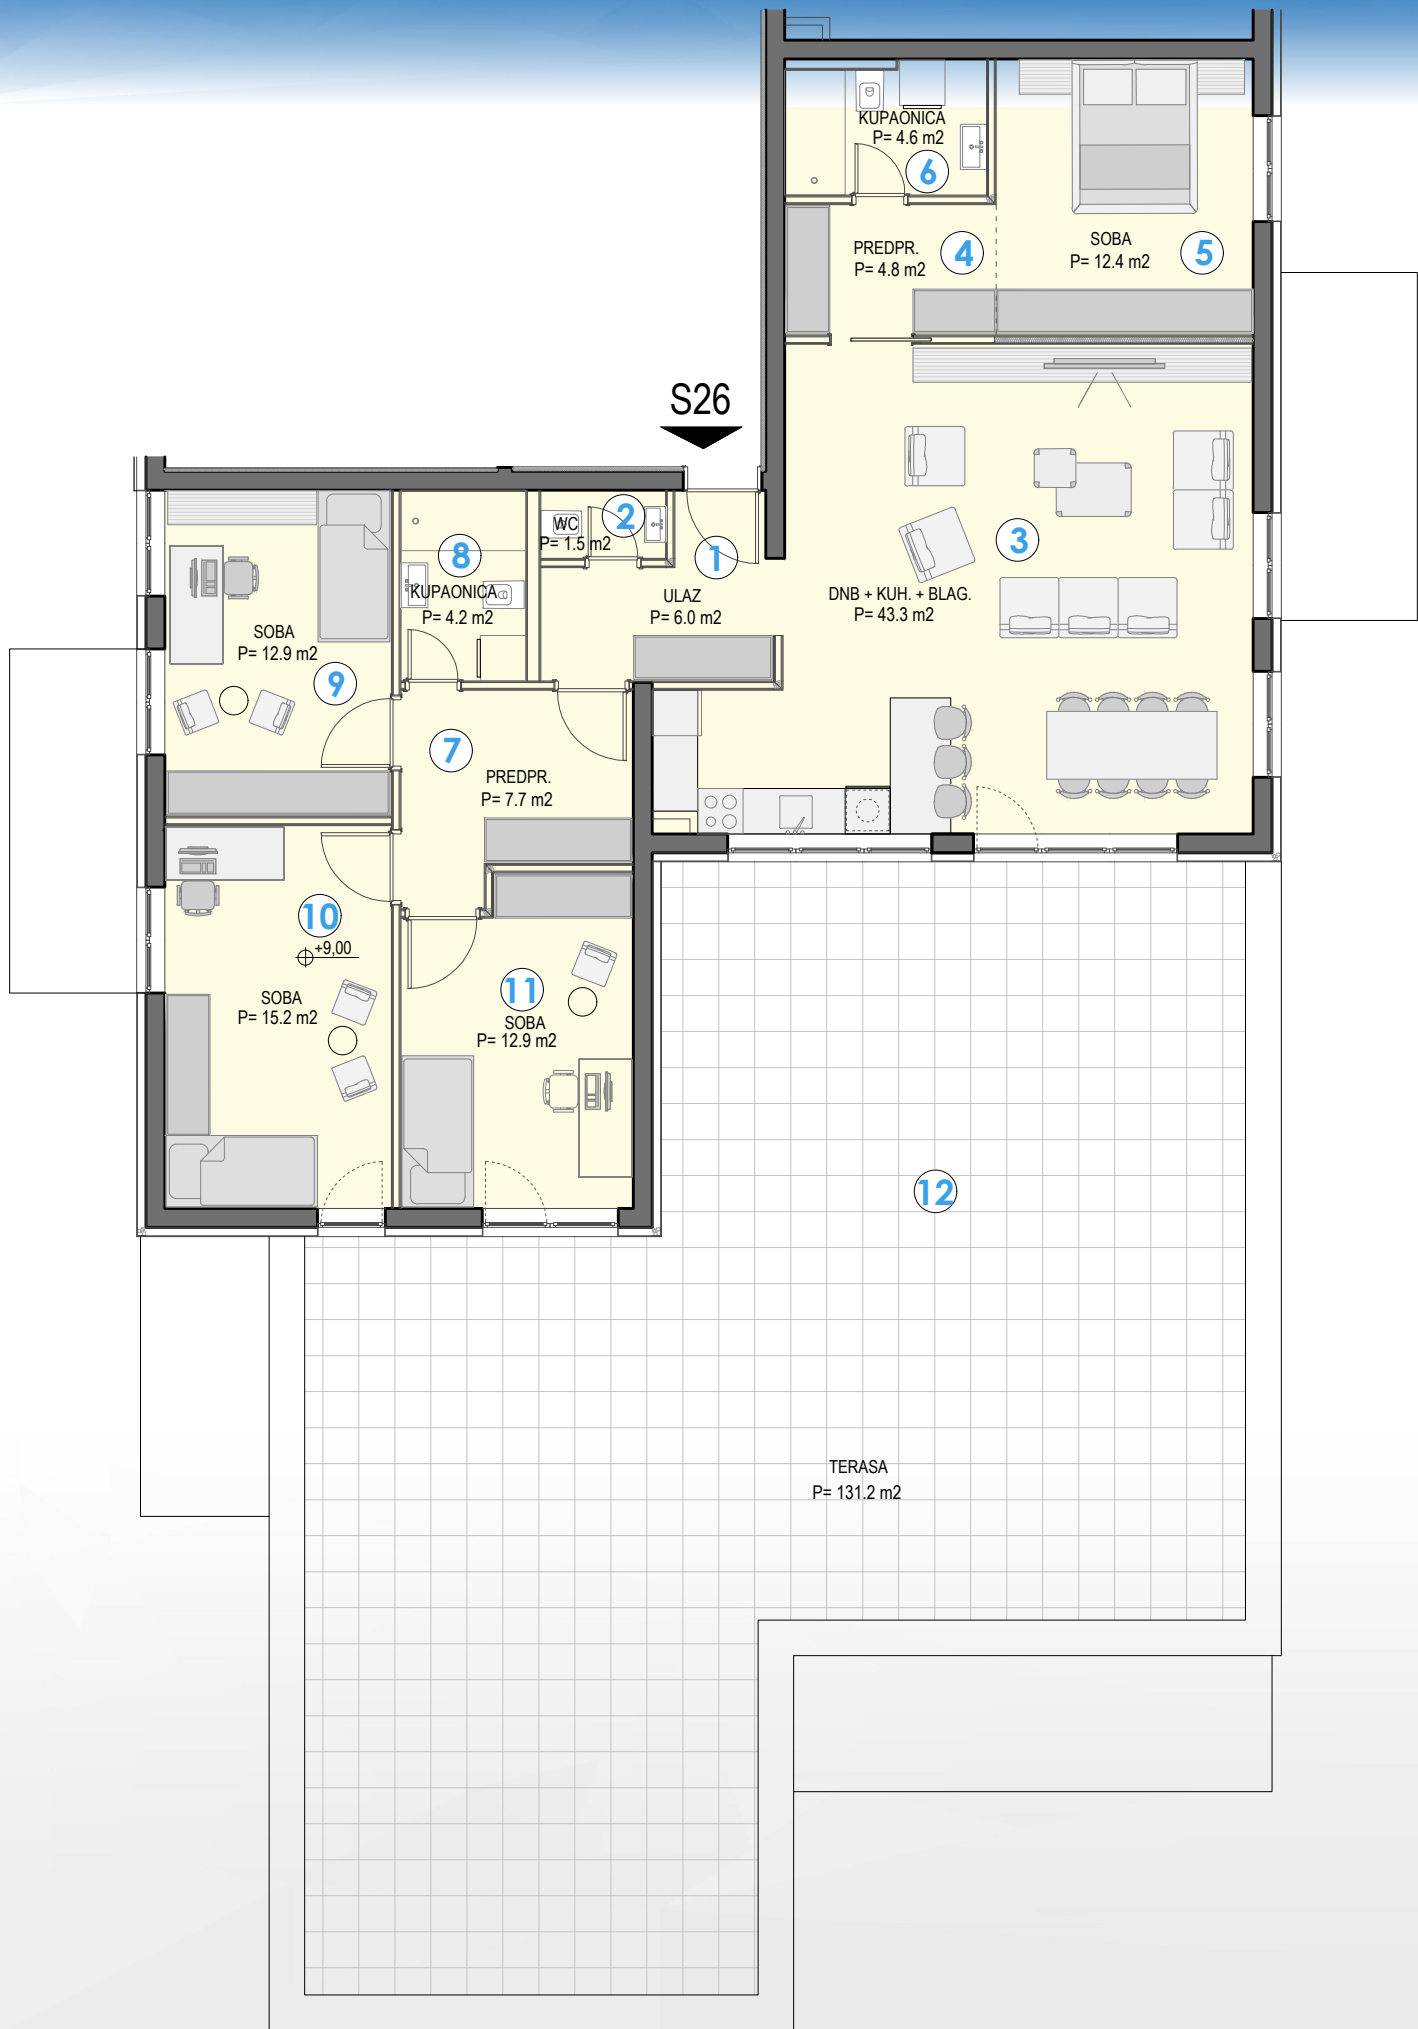 KUPAONICA
P= 4.6 m2
6
PREDPR.
P= 4.8 m2
4
SOBA
P= 12.4 m2
5
S26
WC
P= 1.5 m2
2
1
3
8
KUPAONICA
P= 4.2 m2
ULAZ
P= 6.0 m2
DNB + KUH. + BLAG.
P= 43.3 m2
SOBA
P= 12.9 m2
9
7
PREDPR.
P= 7.7 m2
10
+9,00
SOBA
P= 15.2 m2
11
SOBA
P= 12.9 m2
12
TERASA
P= 131.2 m2